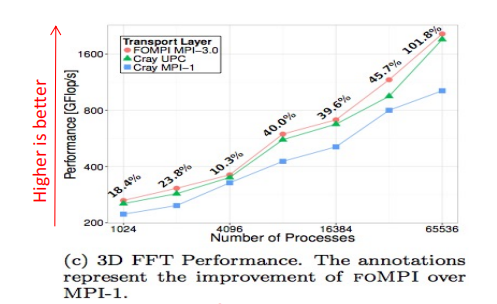 Higher is better
Performance [GFlop/s]
1600
800
400
200
Transport Layer
FOMPI MPI−3.0
Cray UPC
Cray MPI−1
18.4%
23.8%
10.3%
40.0%
39.6%
45.7%
101.8%
1024
4096
16384
65536
Number of Processes
(c) 3D FFT Performance. The annotations
represent the improvement of FOMPI over
MPI-1.